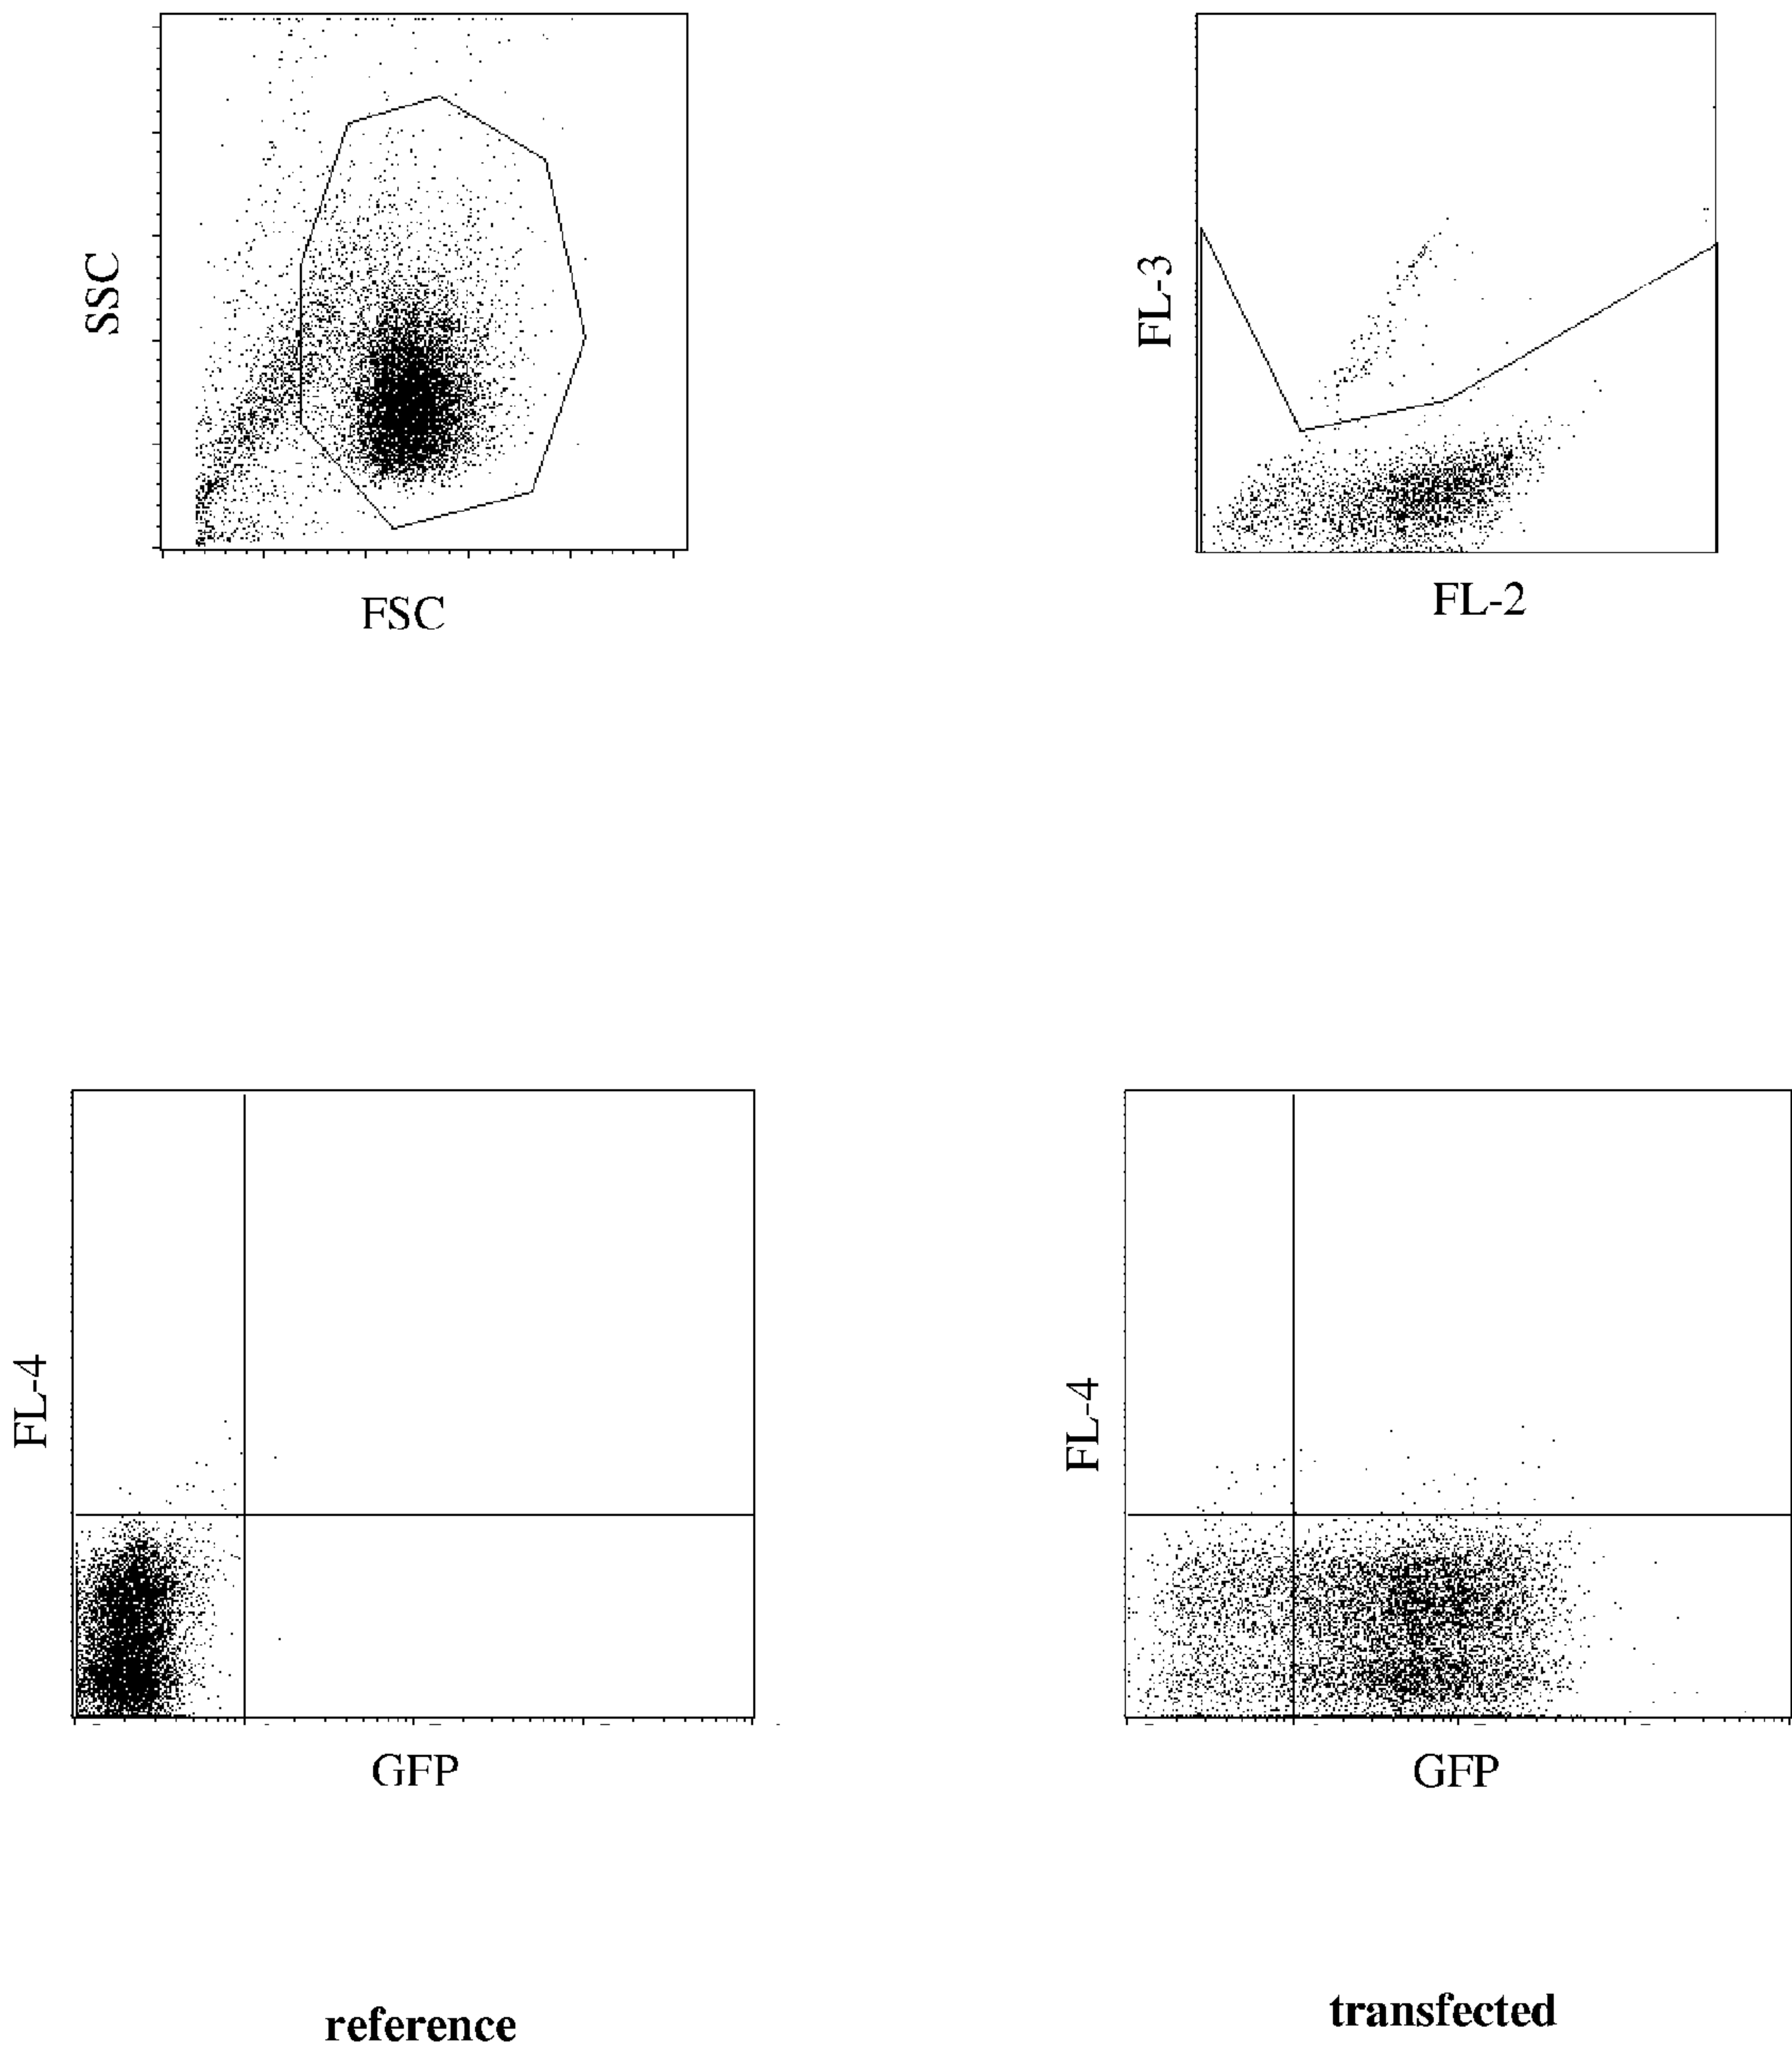 SSC
FSC
FL-3
FL-2
FL-4
GFP
FL-4
GFP
reference
transfected